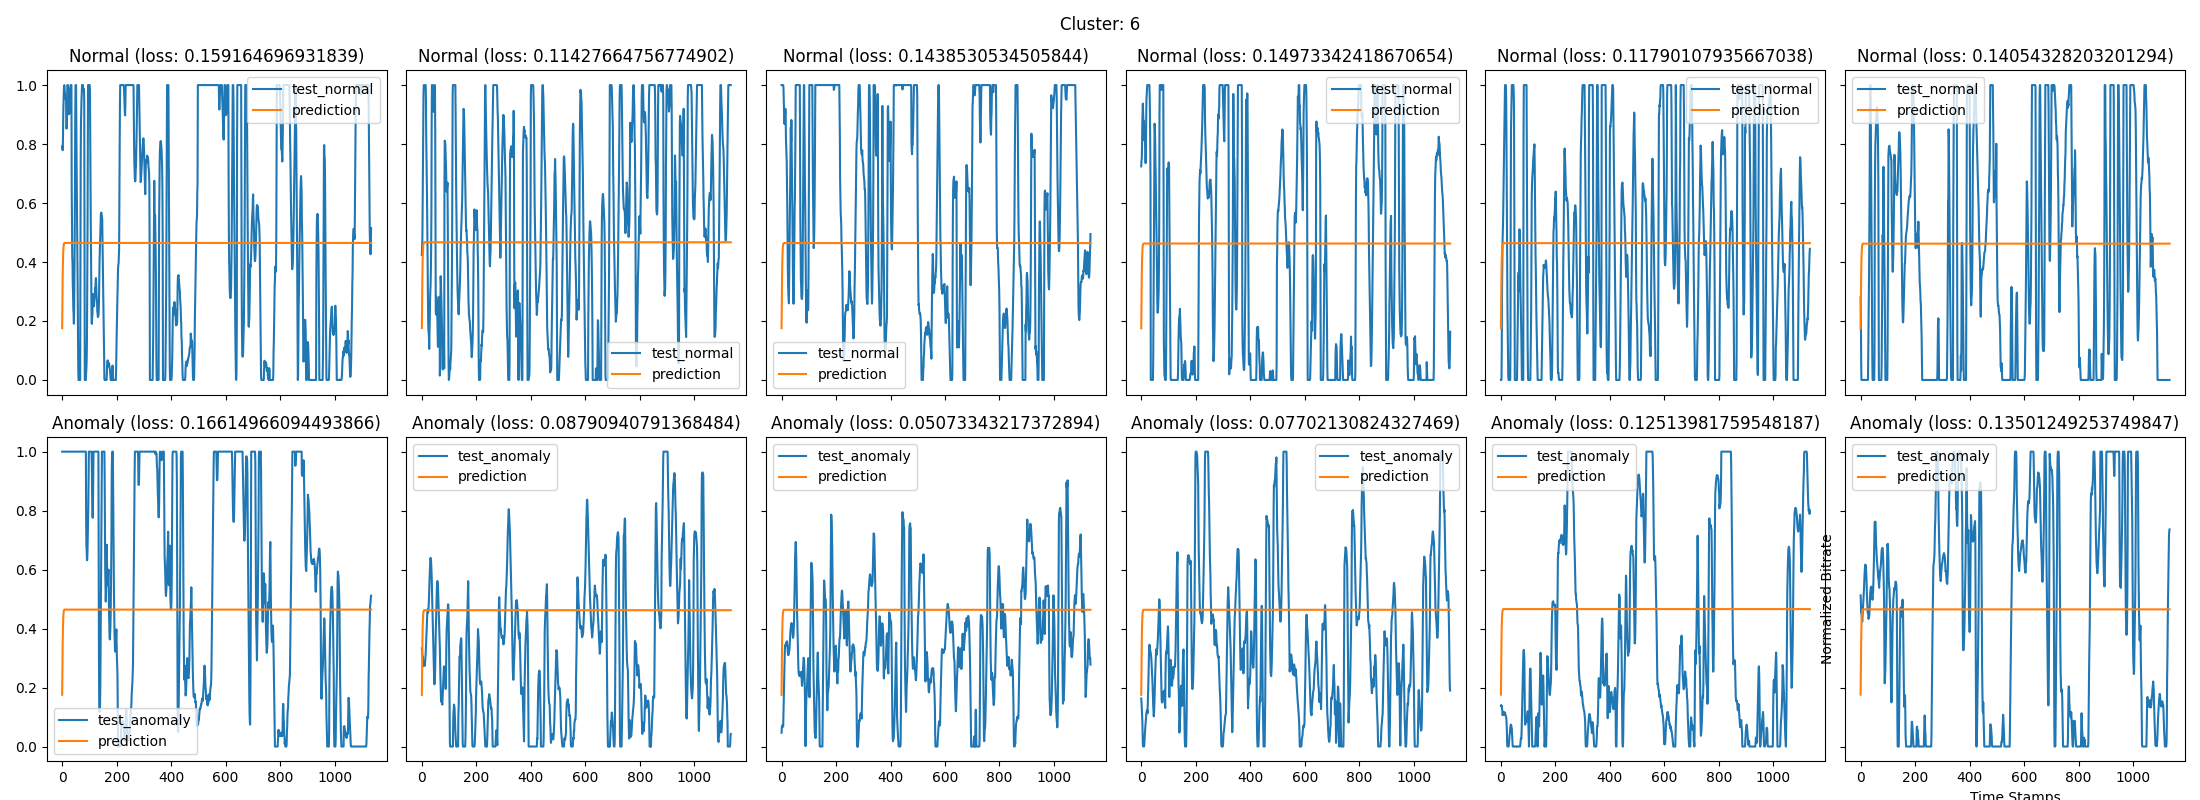 Cluster: 6
Normal (loss: 0.159164696931839)
Normal (loss: 0.11427664756774902)
Normal (loss: 0.1438530534505844)
Normal (loss: 0.14973342418670654)
Normal (loss: 0.11790107935667038)
Normal (loss: 0.14054328203201294)
1.0
0.8
0.6
0.4
0.2
0.0
test_normal
prediction
test_normal
prediction
test_normal
prediction
test_normal
prediction
test_normal
prediction
test_normal
prediction
Anomaly (loss: 0.16614966094493866)
Anomaly (loss: 0.08790940791368484)
Anomaly (loss: 0.05073343217372894)
Anomaly (loss: 0.07702130824327469)
Anomaly (loss: 0.12513981759548187)
Anomaly (loss: 0.13501249253749847)
1.0
0.8
0.6
0.4
0.2
0.0
test_anomaly
prediction
test_anomaly
prediction
test_anomaly
prediction
test_anomaly
prediction
test_anomaly
prediction
test_anomaly
prediction
Normalized Bitrate
0 200 400 600 800 1000
0 200 400 600 800 1000
0 200 400 600 800 1000
0 200 400 600 800 1000
0 200 400 600 800 1000
0 200 400 600 800 1000
Time Stamps